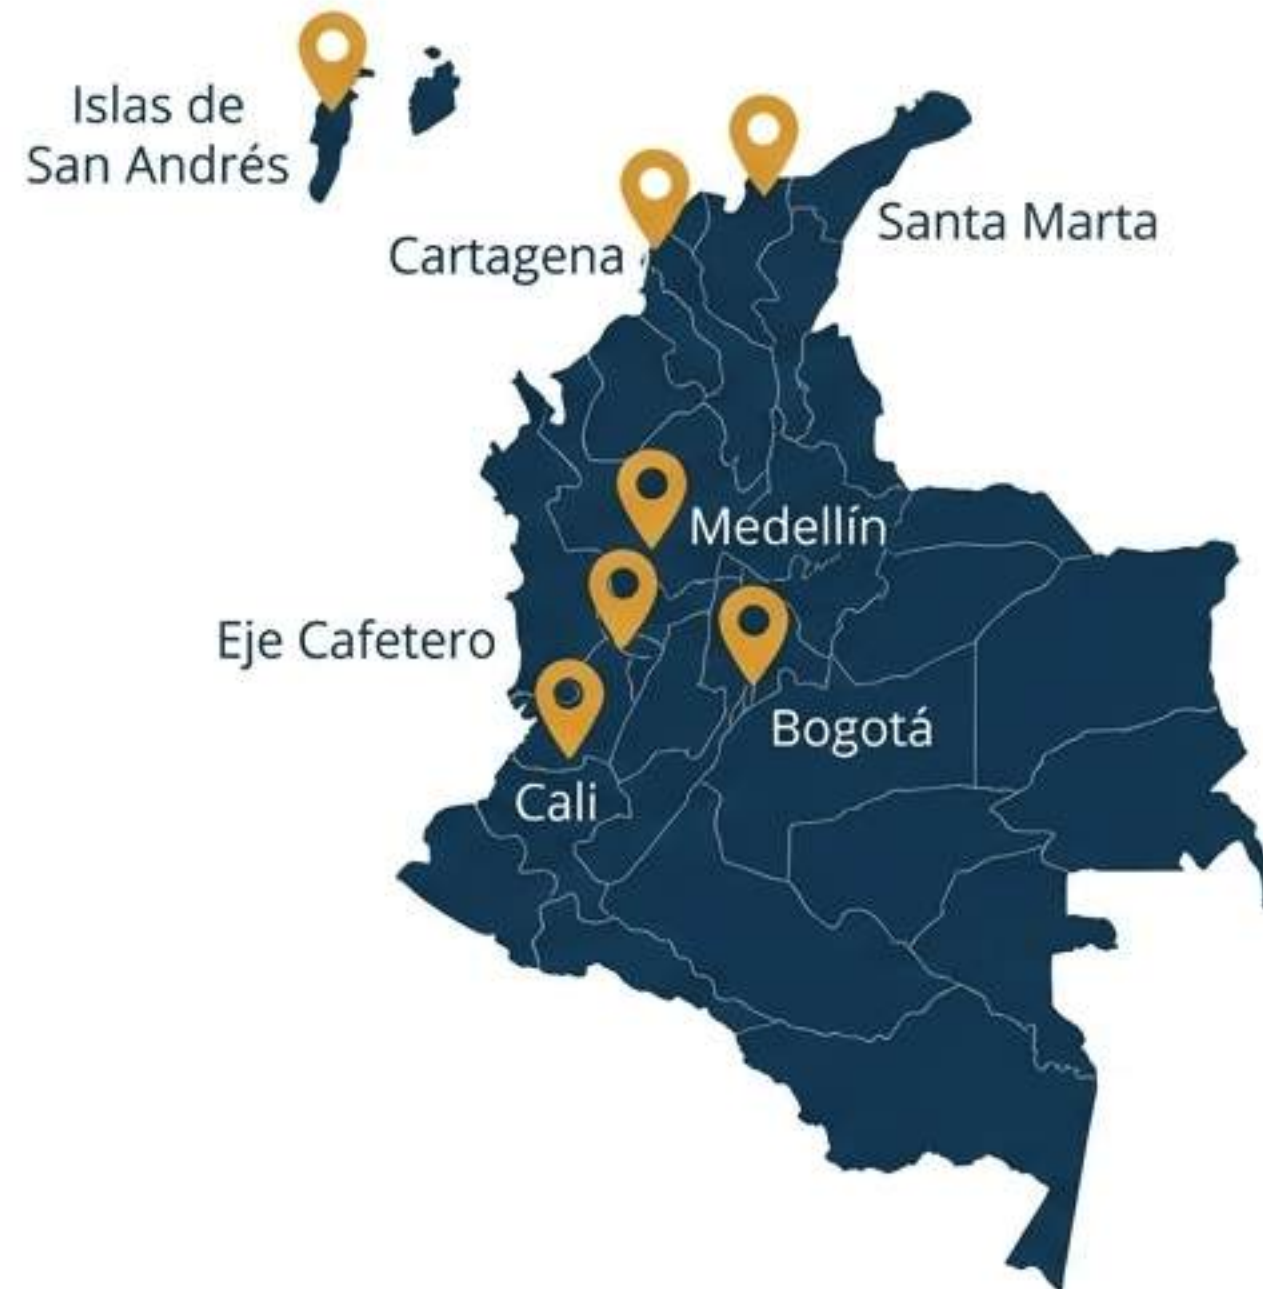 Islas de
San Andrés
Santa Marta
Cartagena
Medellín
Eje Cafetero
Bogotá
Cali